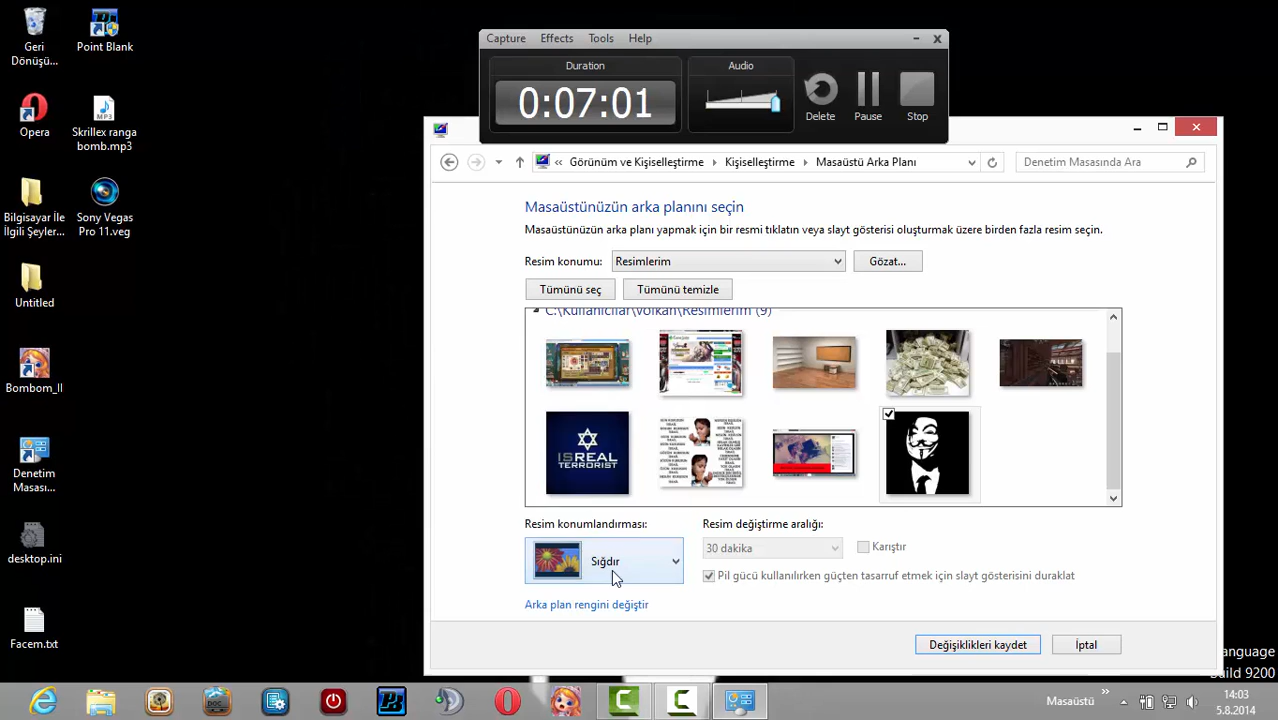 Geri
Dönüşü...
Point Blank
Opera
MP3
Skrillex ranga
bomb.mp3
Bilgisayar İle
İlgili Şeyler...
Sony Vegas
Pro 11.veg
Untitled
Bombom_II
Denetim
Masası...
desktop.ini
Facem.txt
Capture Effects Tools Help
Duration
0:07:01
Audio
Delete Pause Stop
Görünüm ve Kişiselleştirme Kişiselleştirme Masaüstü Arka Planı
Denetim Masasında Ara
Masaüstünüzün arka planını seçin
Masaüstünüzün arka planı yapmak için bir resmi tıklatın veya slayt gösterisi oluşturmak üzere birden fazla resim seçin.
Resim konumu: Resimlerim Gözat...
Tümünü seç Tümünü temizle
C:\Kullanıcılar\volkan\Resimlerim (9)
ISREAL
TERRORIST
Resim konumlandırması:
Sığdır
Resim değiştirme aralığı:
30 dakika
Karıştır
Pil gücü kullanılırken güçten tasarruf etmek için slayt gösterisini duraklat
Arka plan rengini değiştir
Değişiklikleri kaydet İptal
anguage
Build 9200
DOC
Masaüstü
14:03
5.8.2014